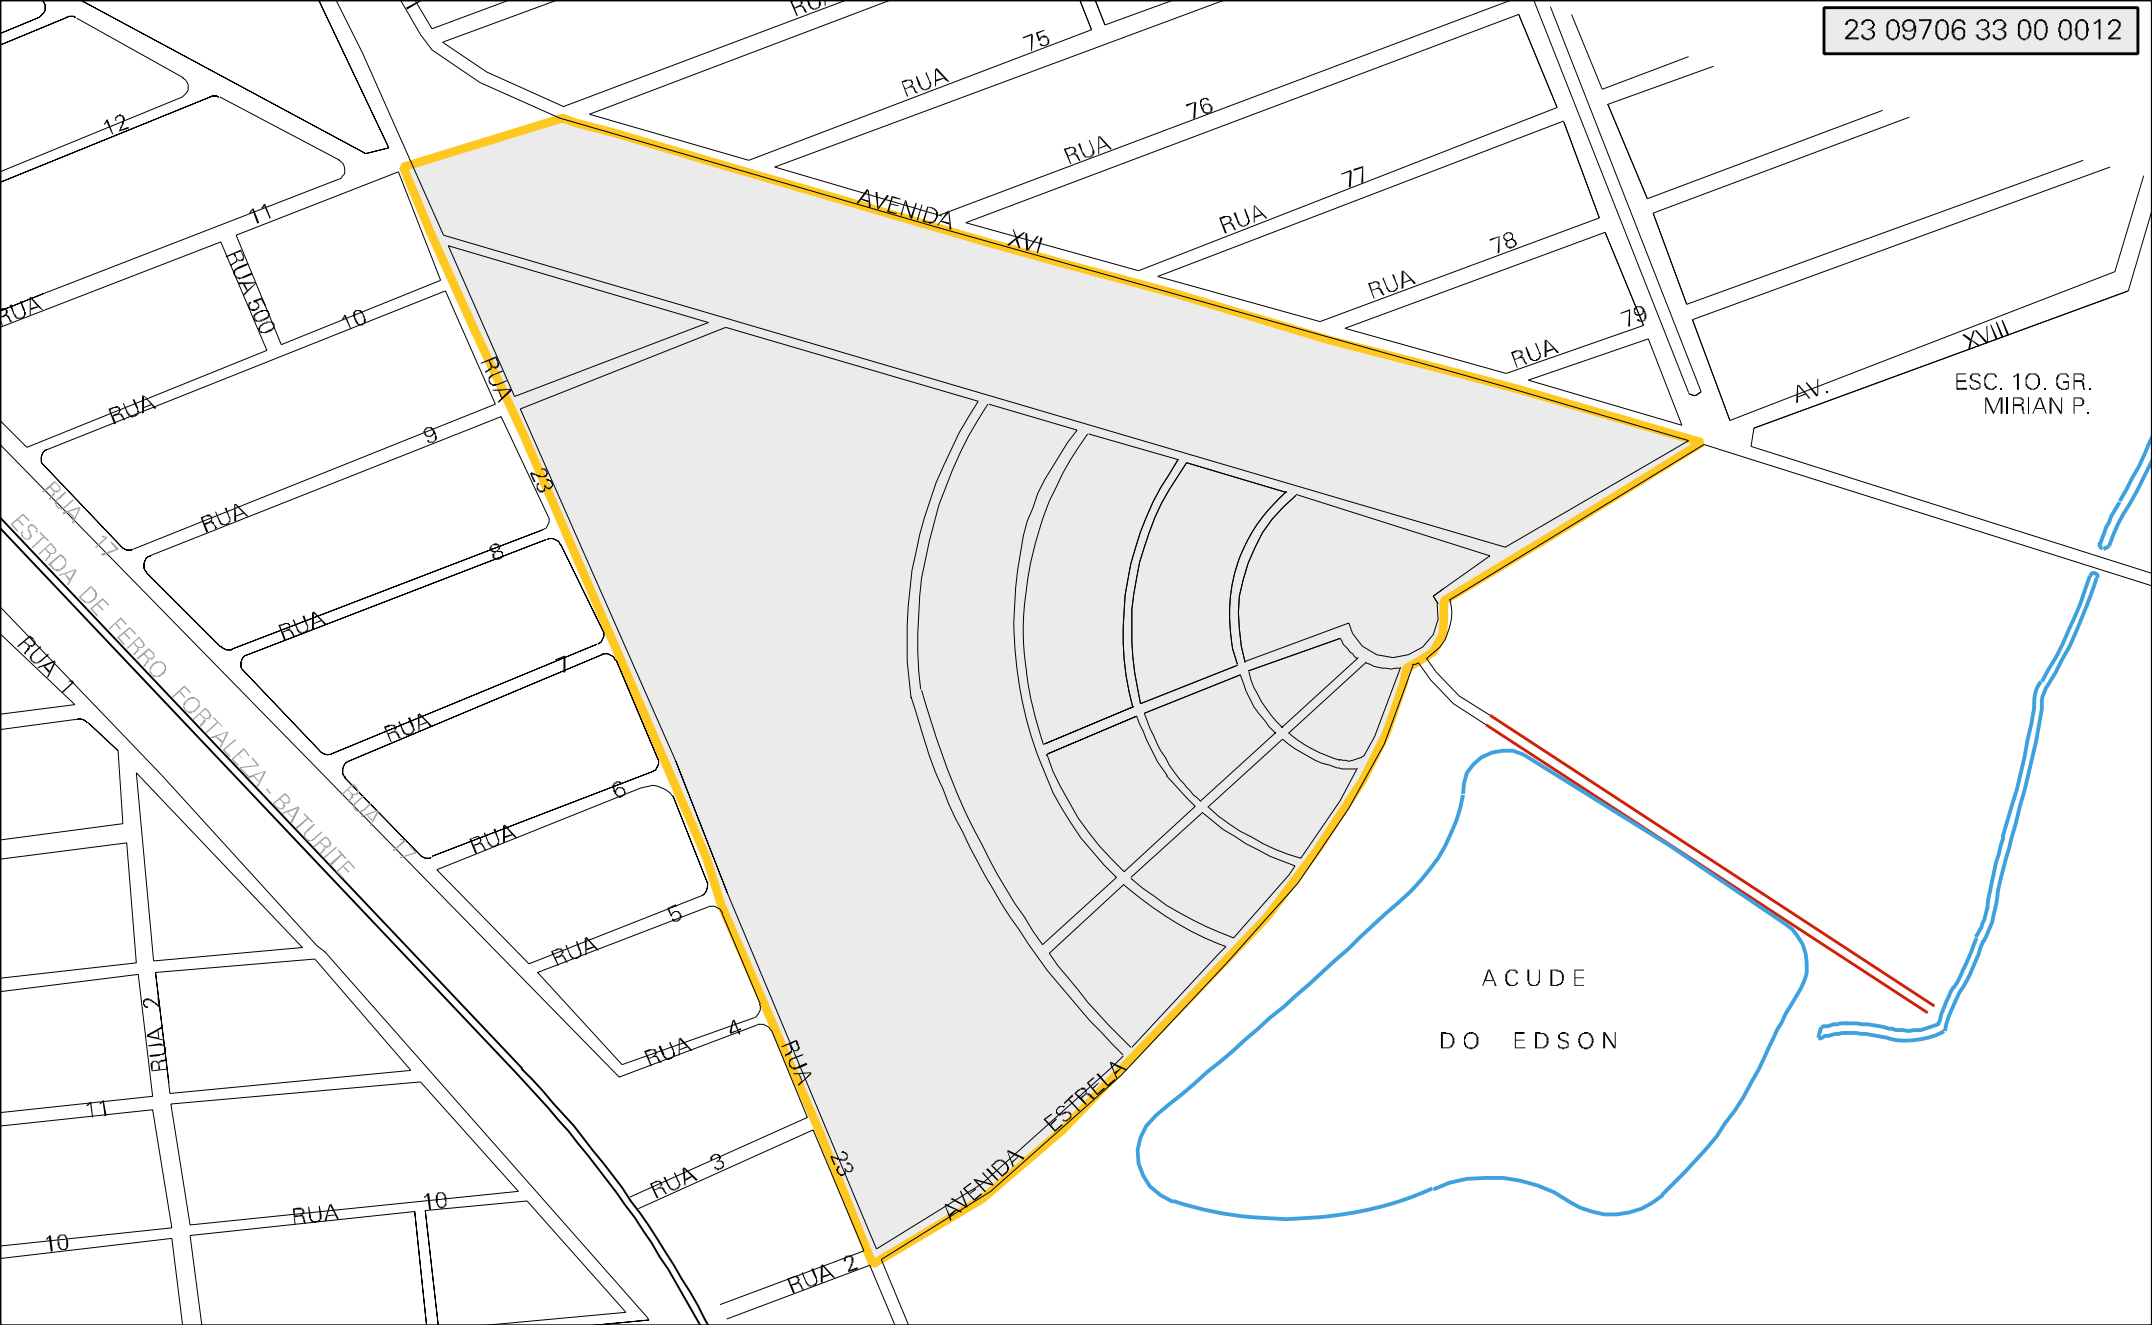 23 09706 33 00 0012
RUA 75
RUA 76
RUA 77
RUA 78
RUA 79
AVENIDA XVI
AV. XVIII
ESC. 1O. GR.
MIRIAN P.
12
RUA 11
RUA 500
RUA 10
RUA 9
RUA 8
RUA 7
RUA 6
RUA 5
RUA 4
RUA 3
RUA 2
RUA 23
RUA 23
RUA 17
RUA 17
ESTRDA DE FERRO FORTALEZA - BATURITE
RUA 1
RUA 2
11
RUA 10
10
AVENIDA ESTRELA
ACUDE
DO EDSON